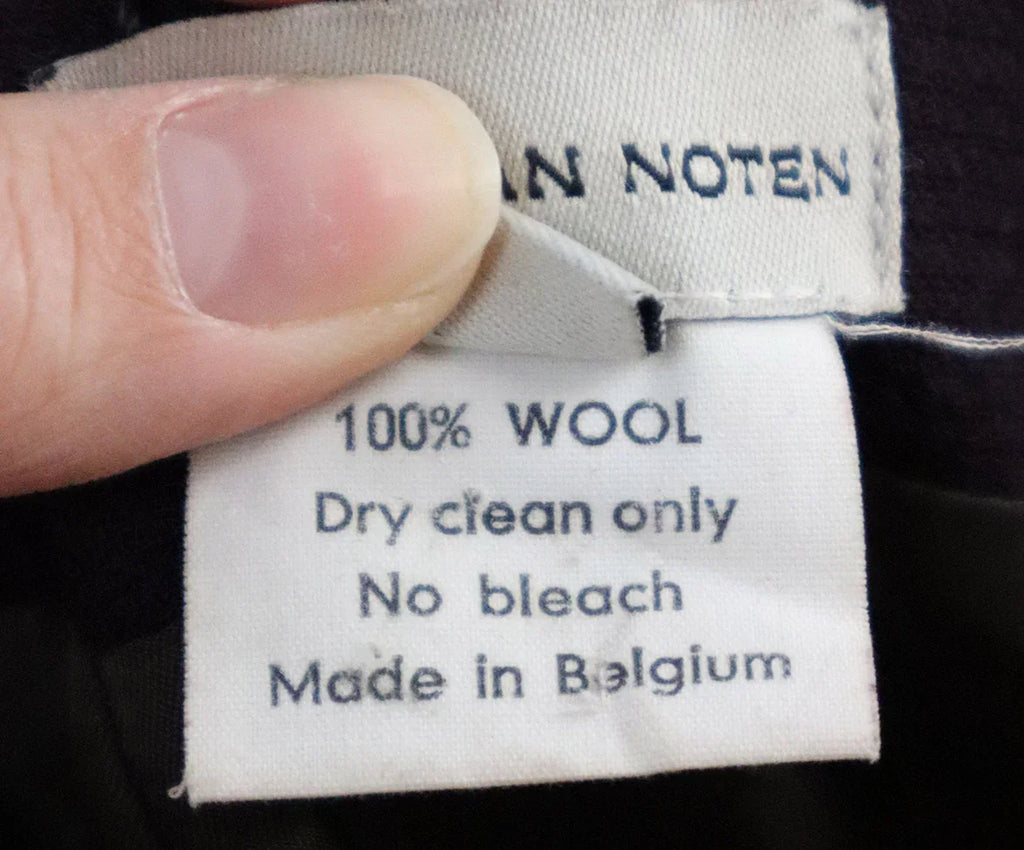 AN NOTEN
100% WOOL
Dry clean only
No bleach
Made in Belgium